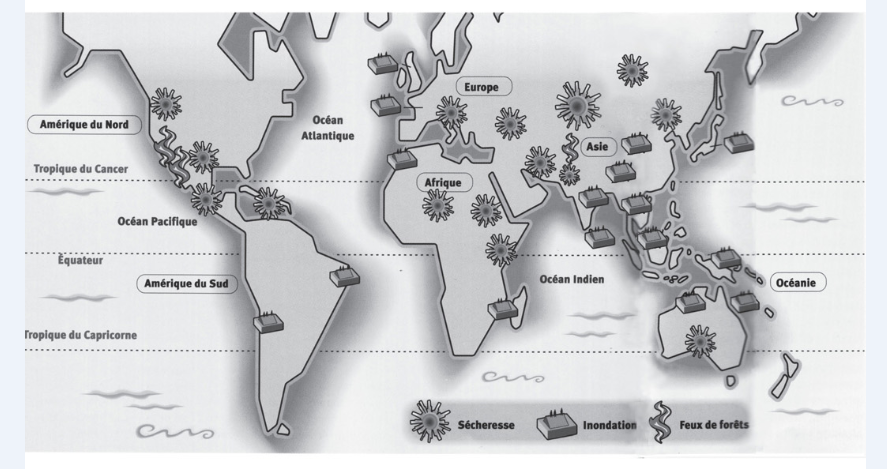 Europe
Océan
Atlantique
Amérique du Nord
Asie
Tropique du Cancer
Afrique
Océan Pacifique
Équateur
Amérique du Sud
Océan Indien
Océanie
Tropique du Capricorne
Sécheresse
Inondation
Feux de forêts